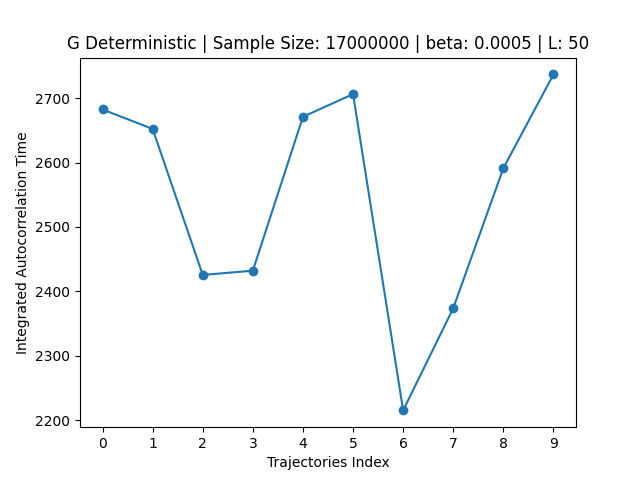 G Deterministic | Sample Size: 17000000 | beta: 0.0005 | L: 50
Integrated Autocorrelation Time
2700
2600
2500
2400
2300
2200
0 1 2 3 4 5 6 7 8 9
Trajectories Index